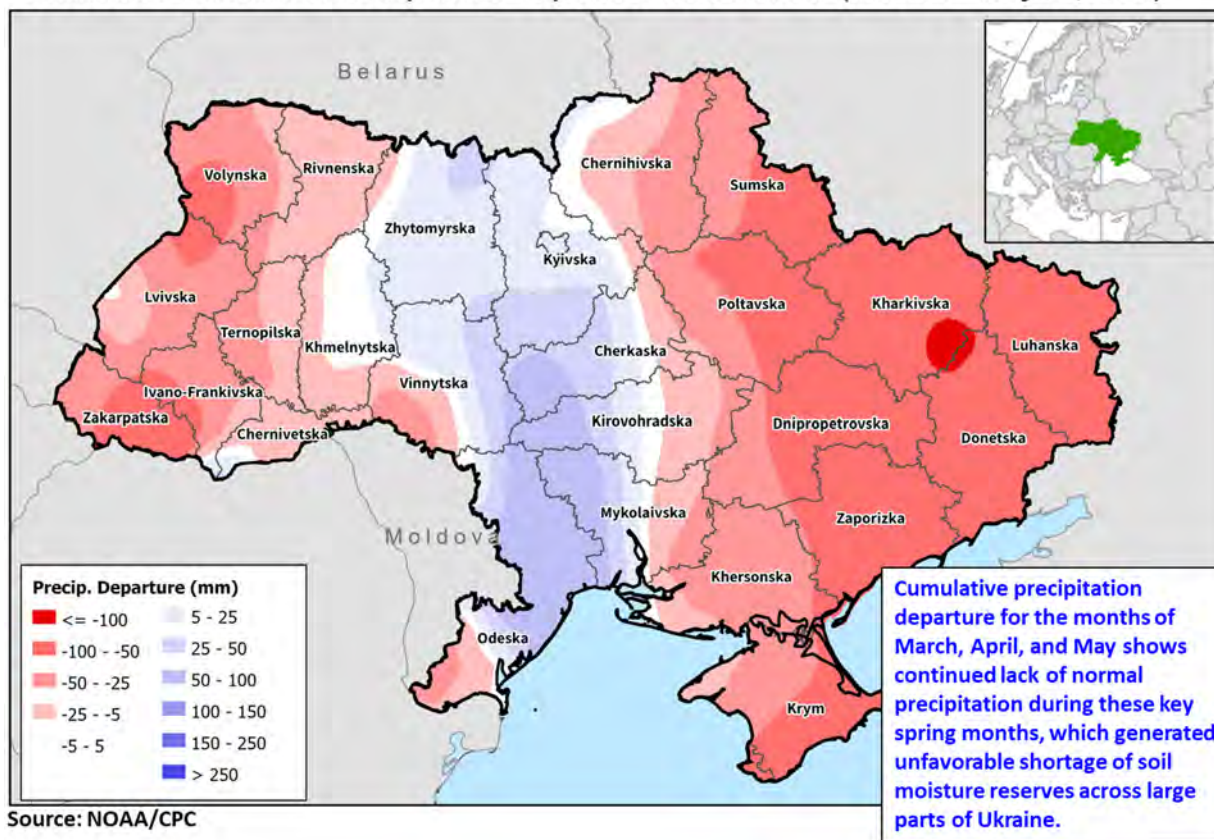 Belarus
Chernihivska
Rivnenska
Volynska
Sumska
Zhytomyrska
Kyivska
Lvivska
Poltavska
Kharkivska
Ternopilska
Khmelnytska
Cherkaska
Luhanska
Ivano-Frankivska
Vinnytska
Zakarpatska
Chernivetska
Kirovohradska
Dnipropetrovska
Donetska
Mykolaivska
Zaporizka
Moldova
Khersonska
Odeska
Krym
Precip. Departure (mm)
<= -100
-100 - -50
-50 - -25
-25 - -5
-5 - 5
5 - 25
25 - 50
50 - 100
100 - 150
150 - 250
> 250
Cumulative precipitation
departure for the months of
March, April, and May shows
continued lack of normal
precipitation during these key
spring months, which generated
unfavorable shortage of soil
moisture reserves across large
parts of Ukraine.
Source: NOAA/CPC